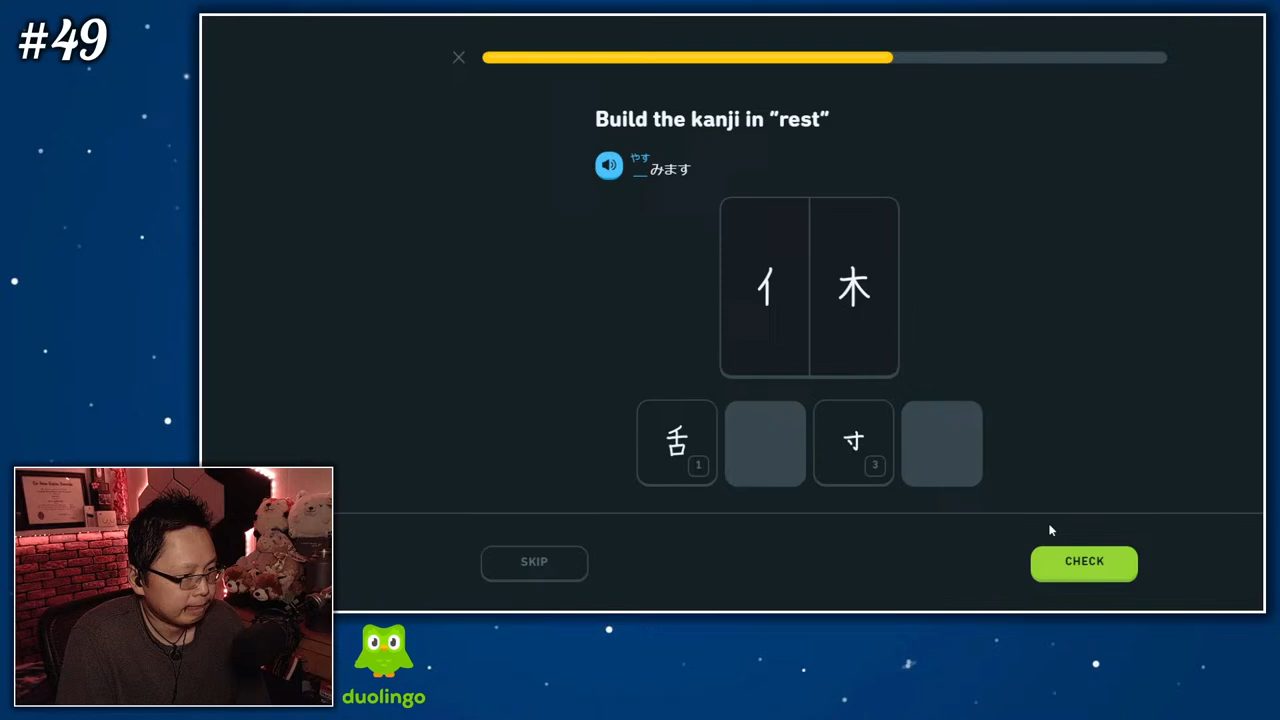 #49
Build the kanji in “rest”
やす
__みます
亻 木
舌 寸
1 3
SKIP
CHECK
duolingo